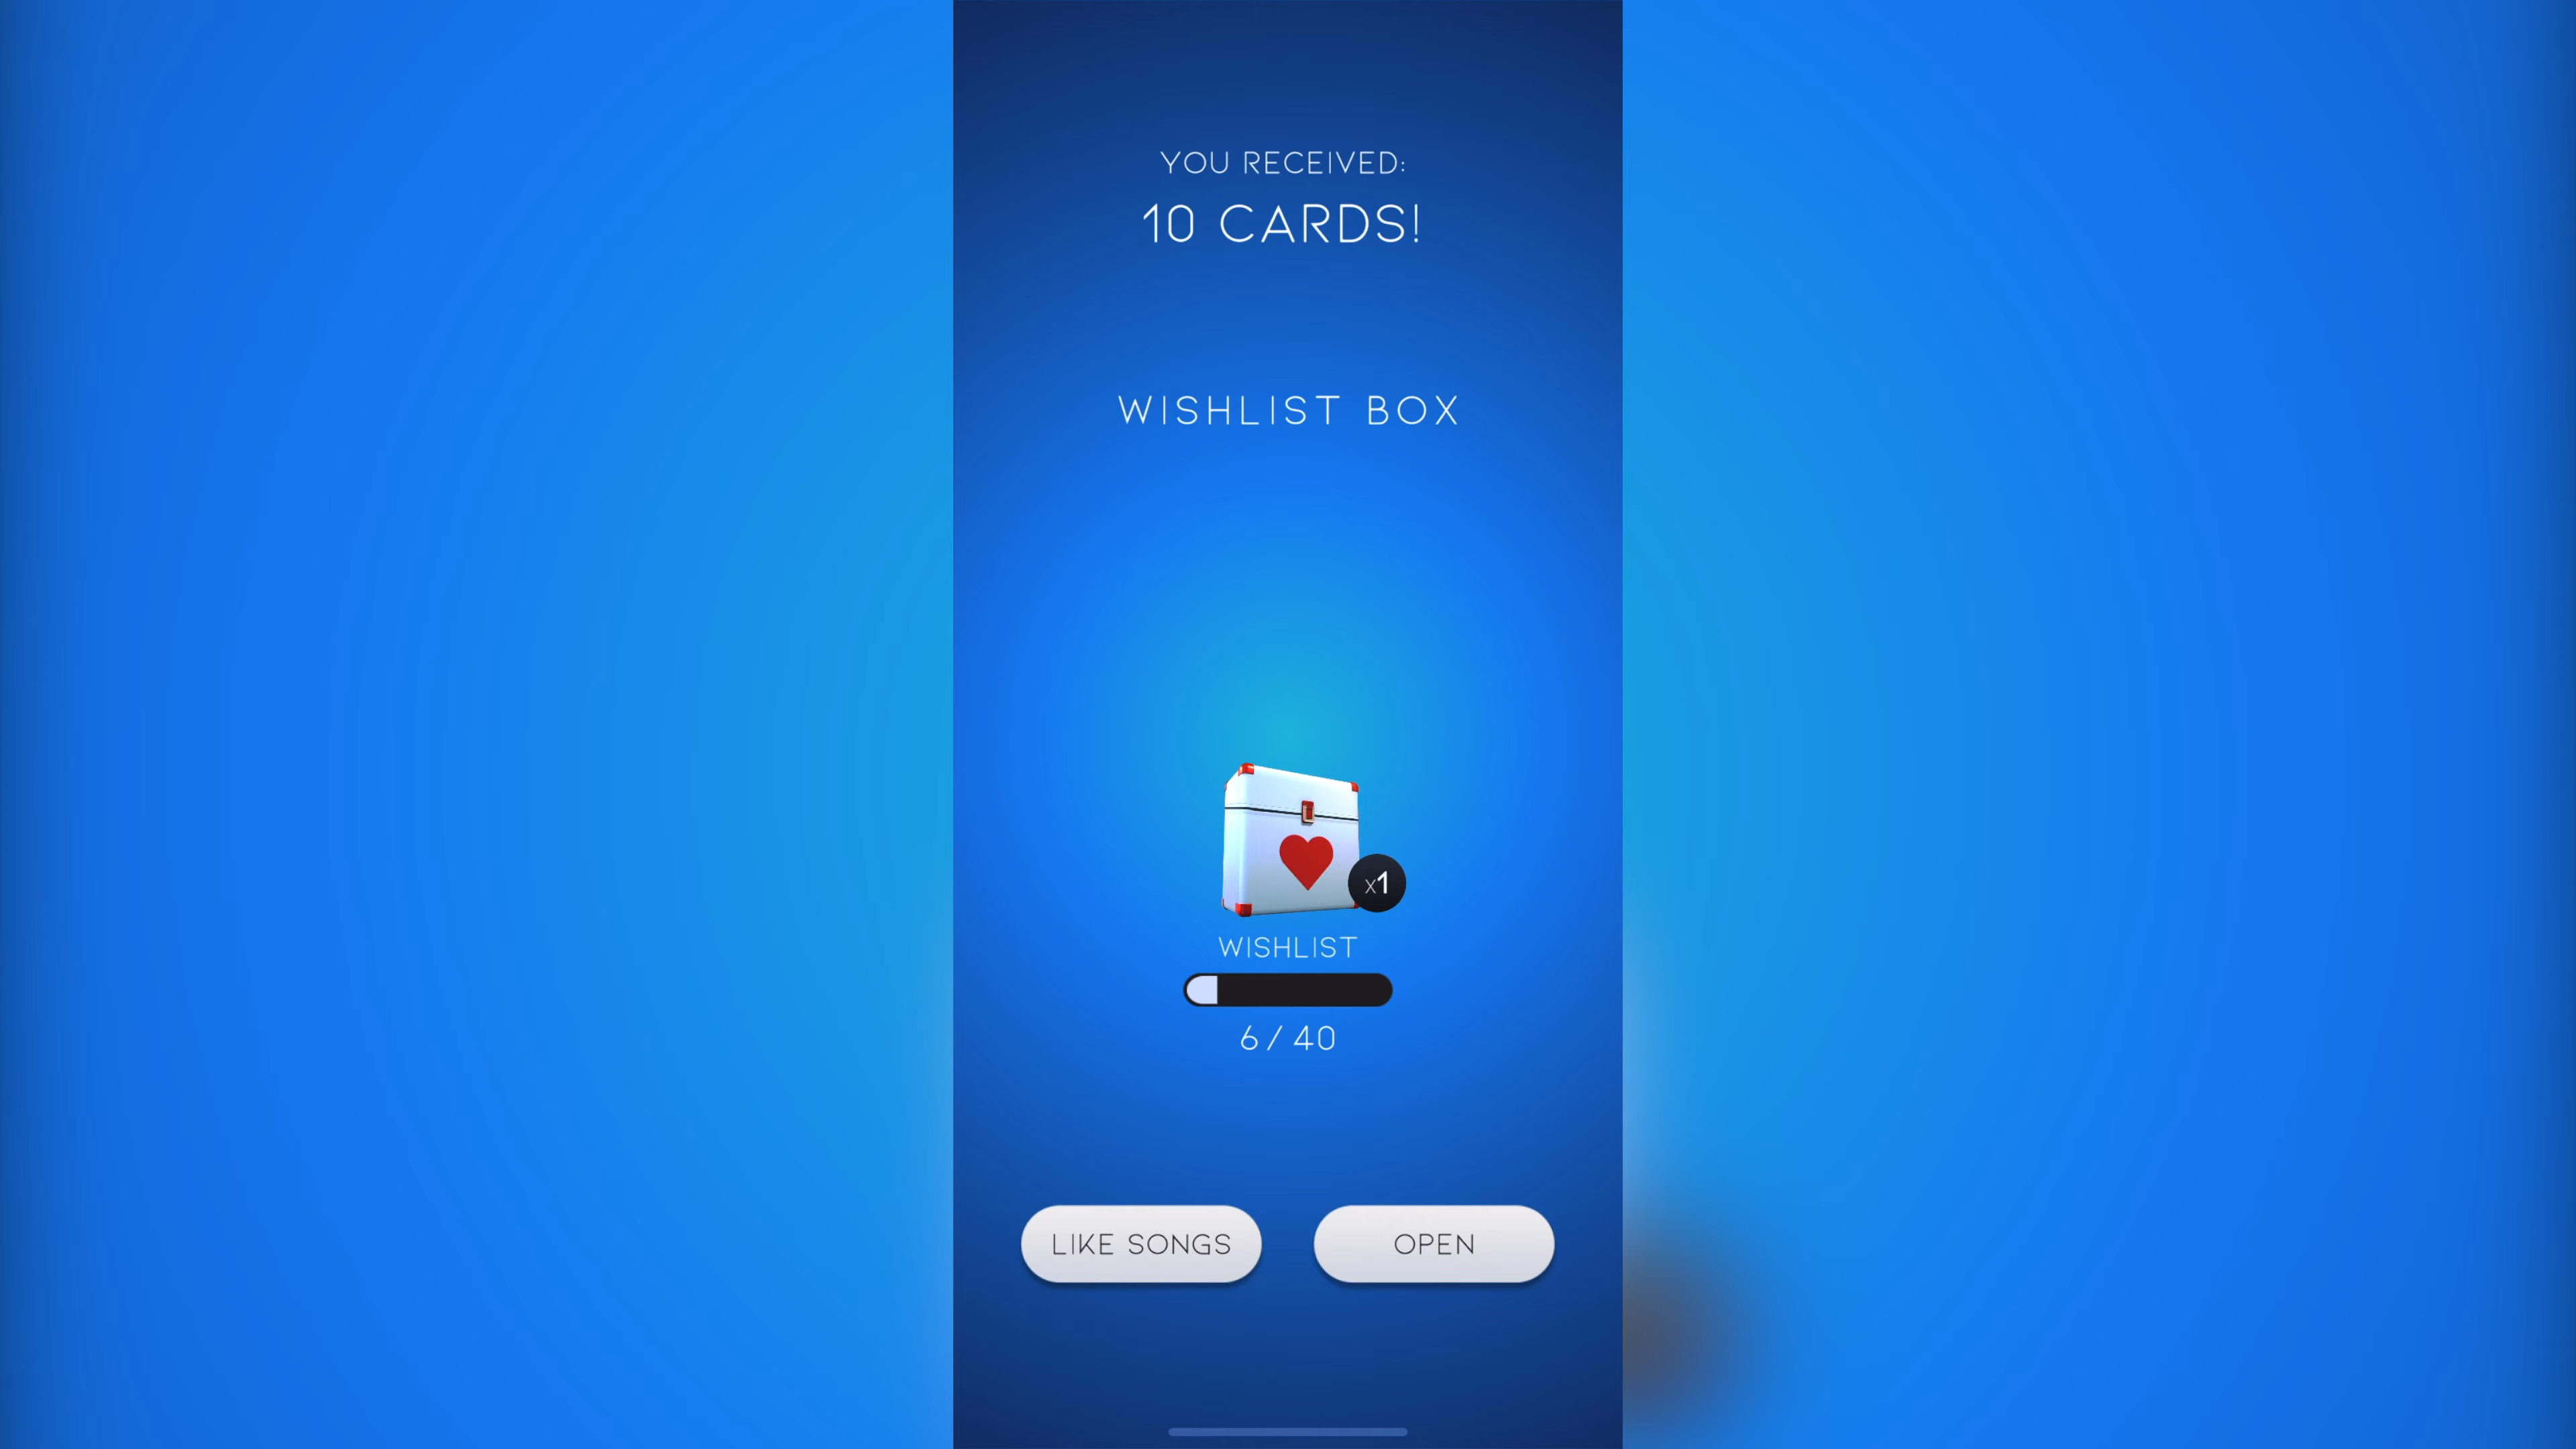 YOU RECEIVED:
10 CARDS!
WISHLIST BOX
x1
WISHLIST
6 / 40
LIKE SONGS
OPEN